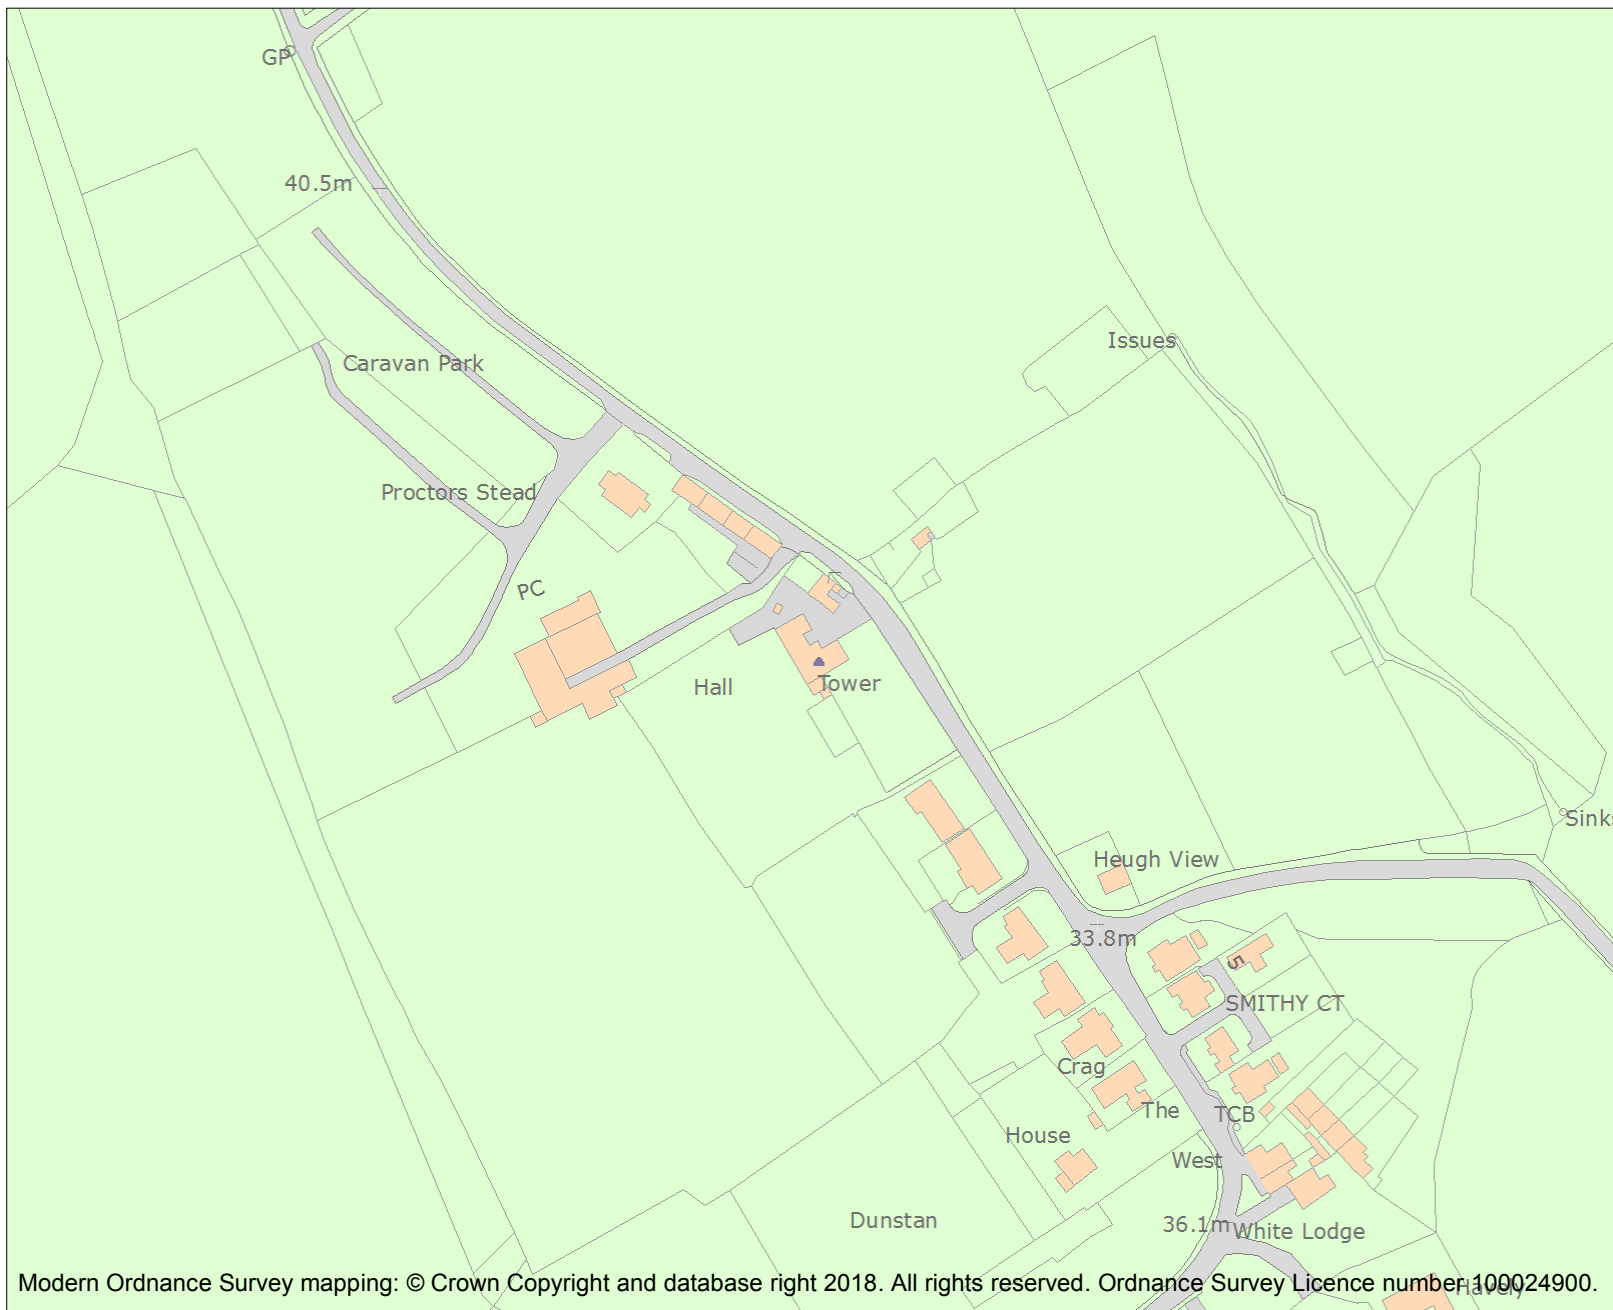 GP
40.5m
Issues
Caravan Park
Proctors Stead
PC
Hall
Tower
Sinks
Heugh View
33.8m
5
SMITHY CT
Crag
The
TCB
House
West
Dunstan
36.1m
White Lodge
Havely
Modern Ordnance Survey mapping: © Crown Copyright and database right 2018. All rights reserved. Ordnance Survey Licence number 100024900.